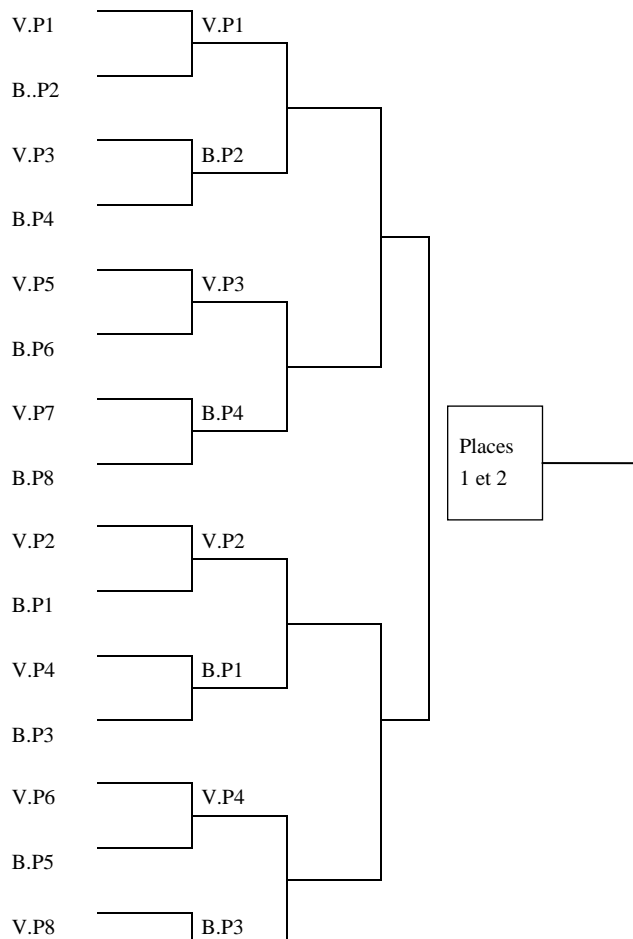 V.P1 V.P1
B..P2
V.P3 B.P2
B.P4
V.P5 V.P3
B.P6
V.P7 B.P4
Places
B.P8 1 et 2
V.P2 V.P2
B.P1
V.P4 B.P1
B.P3
V.P6 V.P4
B.P5
V.P8 B.P3